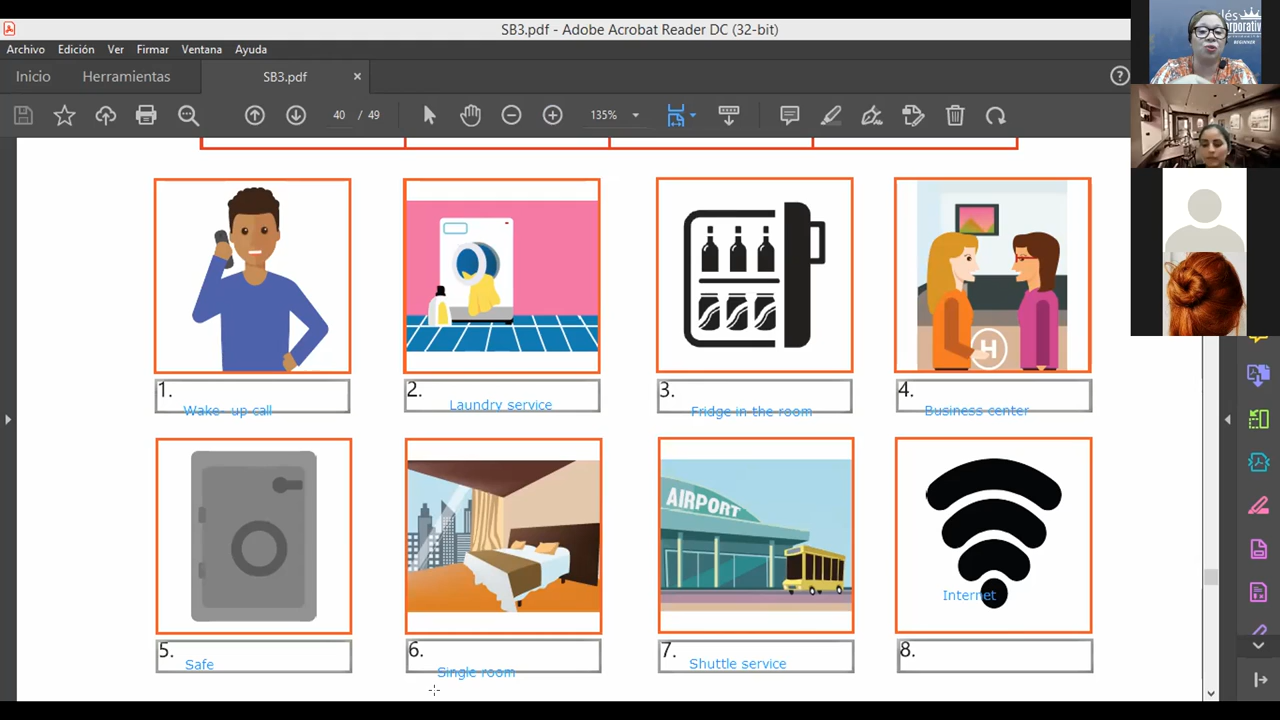 SB3.pdf - Adobe Acrobat Reader DC (32-bit)
Archivo Edición Ver Firmar Ventana Ayuda
Inicio Herramientas SB3.pdf ×
40 / 49 135%
1. Wake- up call
2. Laundry service
3. Fridge in the room
4. Business center
H
5. Safe
6. Single room
AIRPORT
7. Shuttle service
Internet
8.
BEGINNER